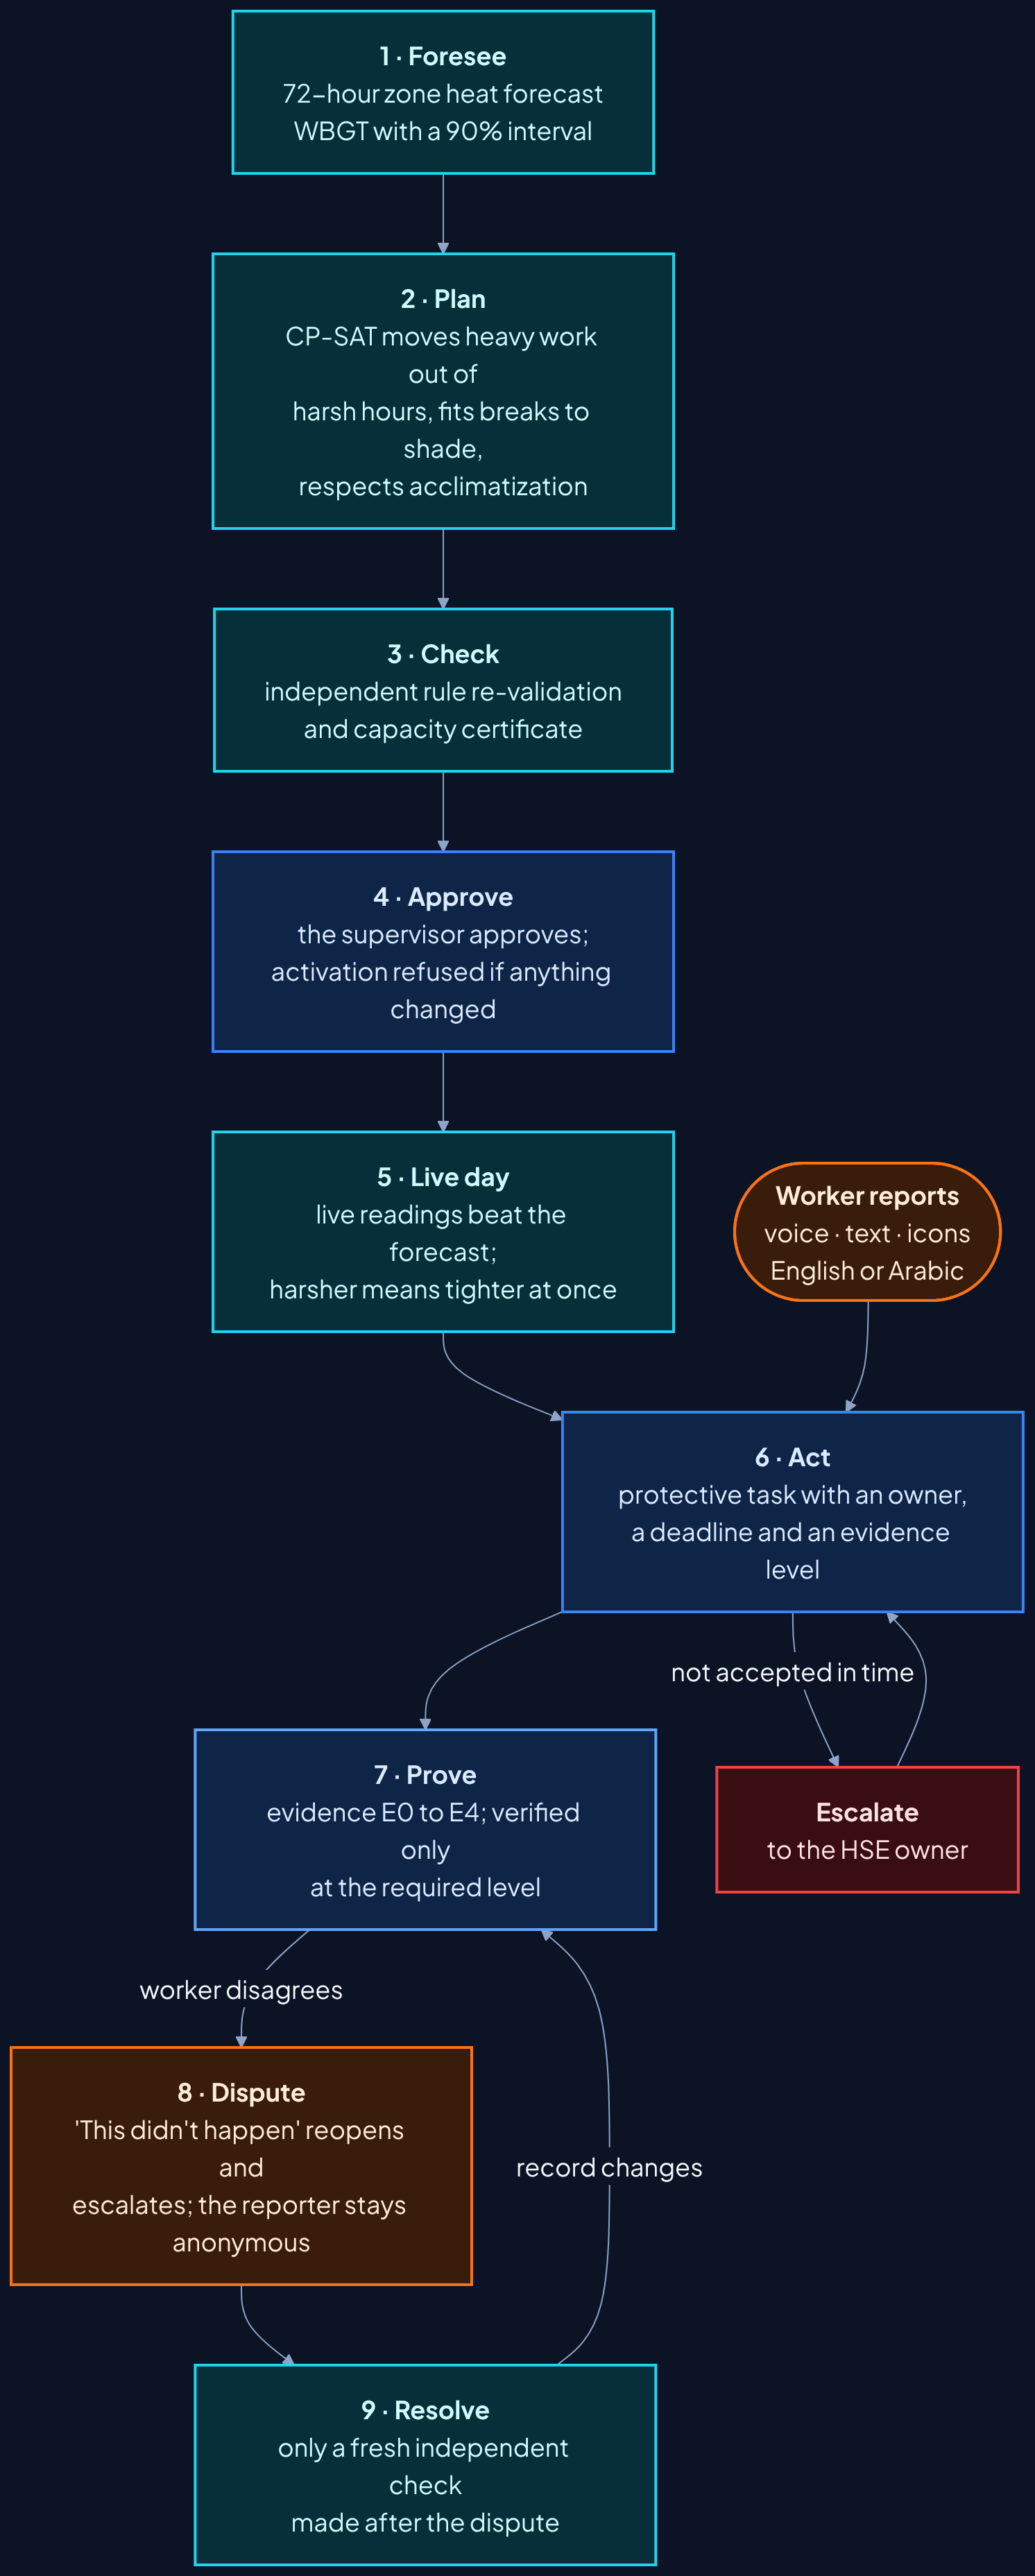 1 · Foresee
72–hour zone heat forecast
WBGT with a 90% interval
2 · Plan
CP-SAT moves heavy work
out of
harsh hours, fits breaks to
shade,
respects acclimatization
3 · Check
independent rule re-validation
and capacity certificate
4 · Approve
the supervisor approves;
activation refused if anything
changed
5 · Live day
live readings beat the
forecast;
harsher means tighter at once
Worker reports
voice · text · icons
English or Arabic
6 · Act
protective task with an owner,
a deadline and an evidence
level
not accepted in time
7 · Prove
evidence E0 to E4; verified
only
at the required level
Escalate
to the HSE owner
worker disagrees
8 · Dispute
'This didn't happen' reopens
and
escalates; the reporter stays
anonymous
record changes
9 · Resolve
only a fresh independent
check
made after the dispute